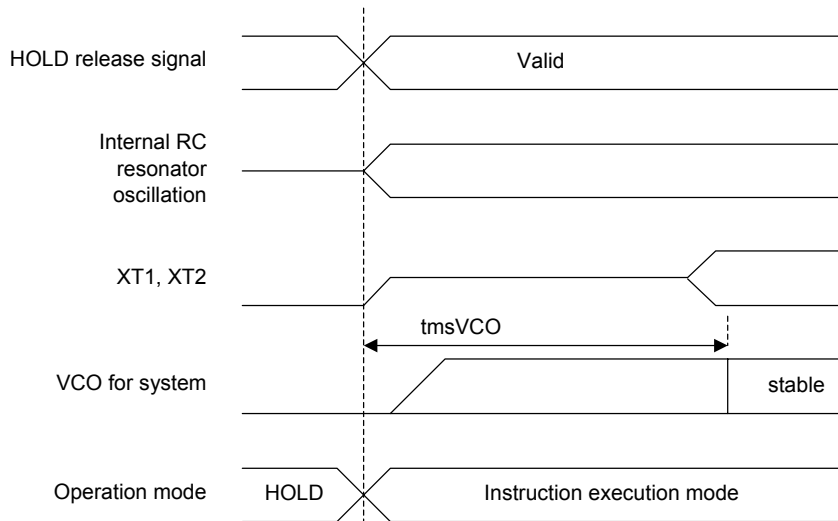 HOLD release signal
Valid
Internal RC
resonator
oscillation
XT1, XT2
tmsVCO
VCO for system
stable
Operation mode
HOLD
Instruction execution mode